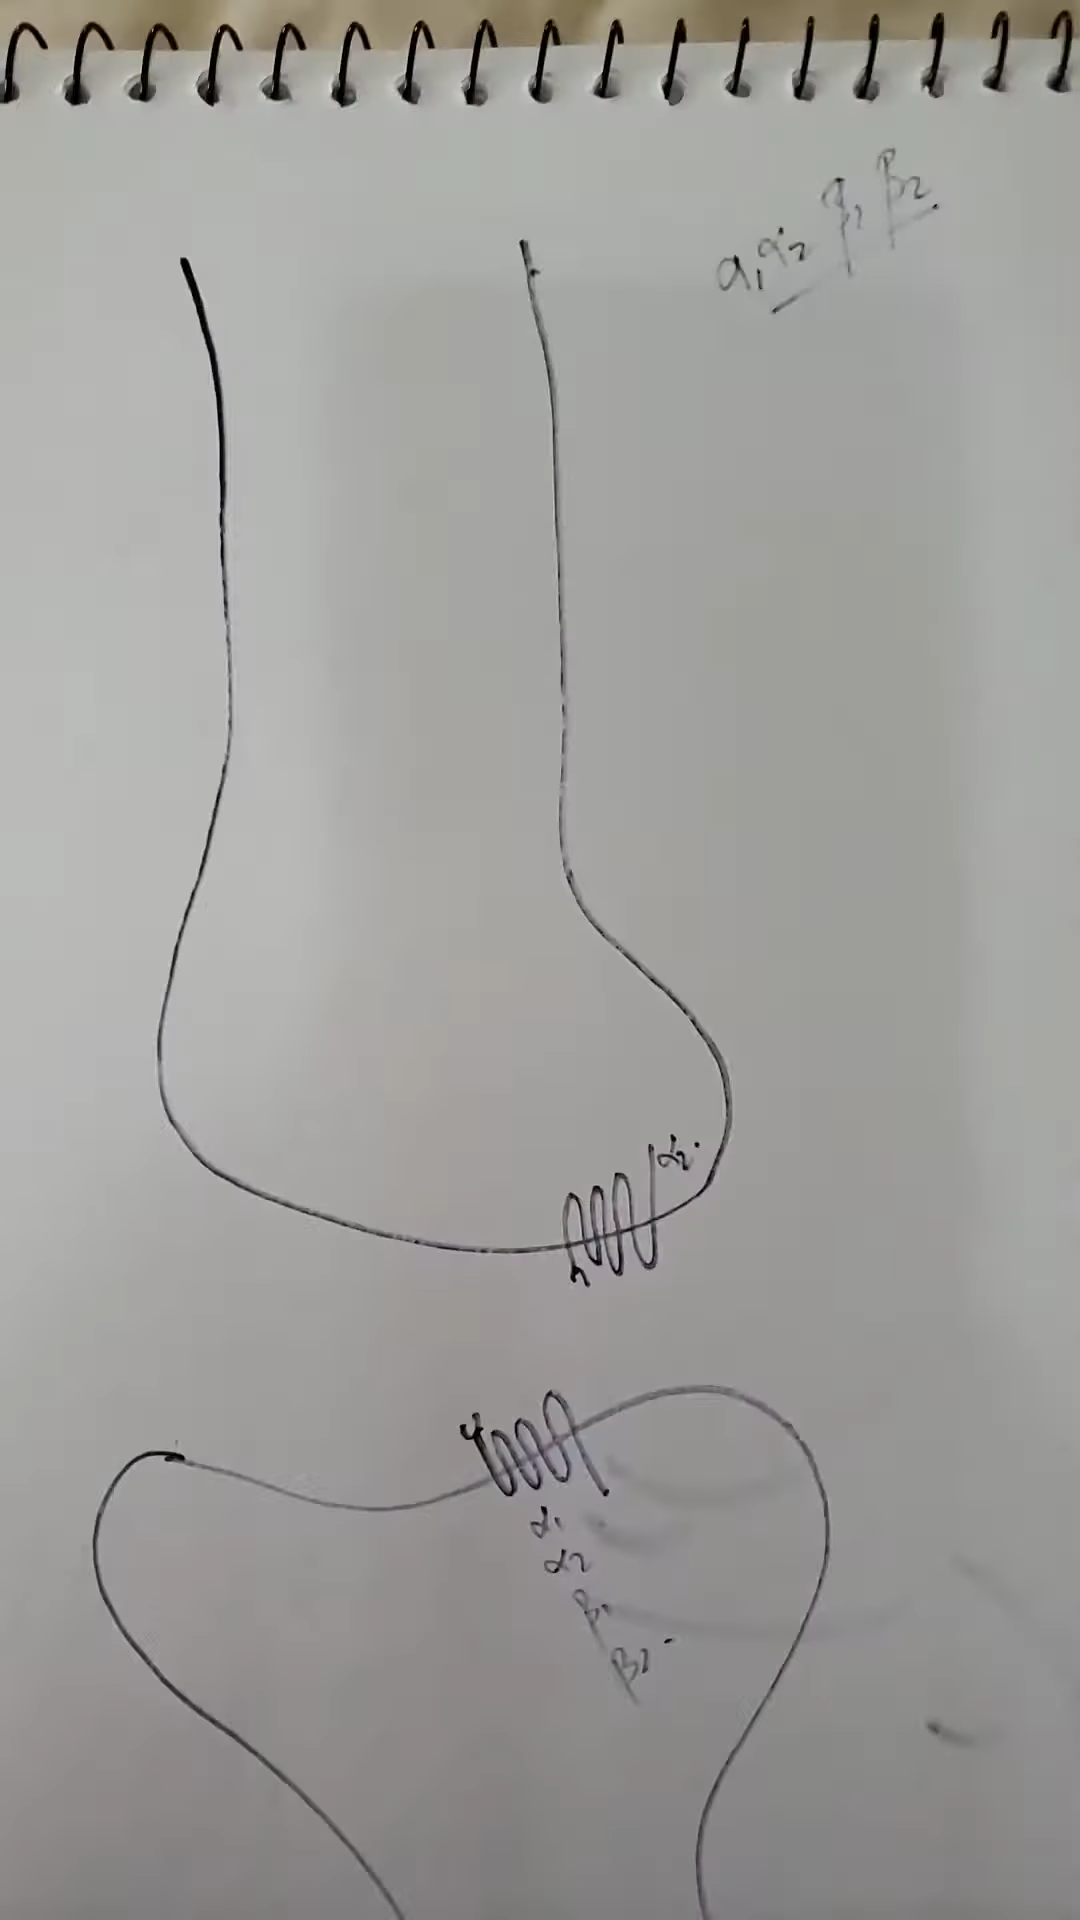 α₁ α₂ β₁ β₂
α₂.
α₁
α₂
β₁
β₂